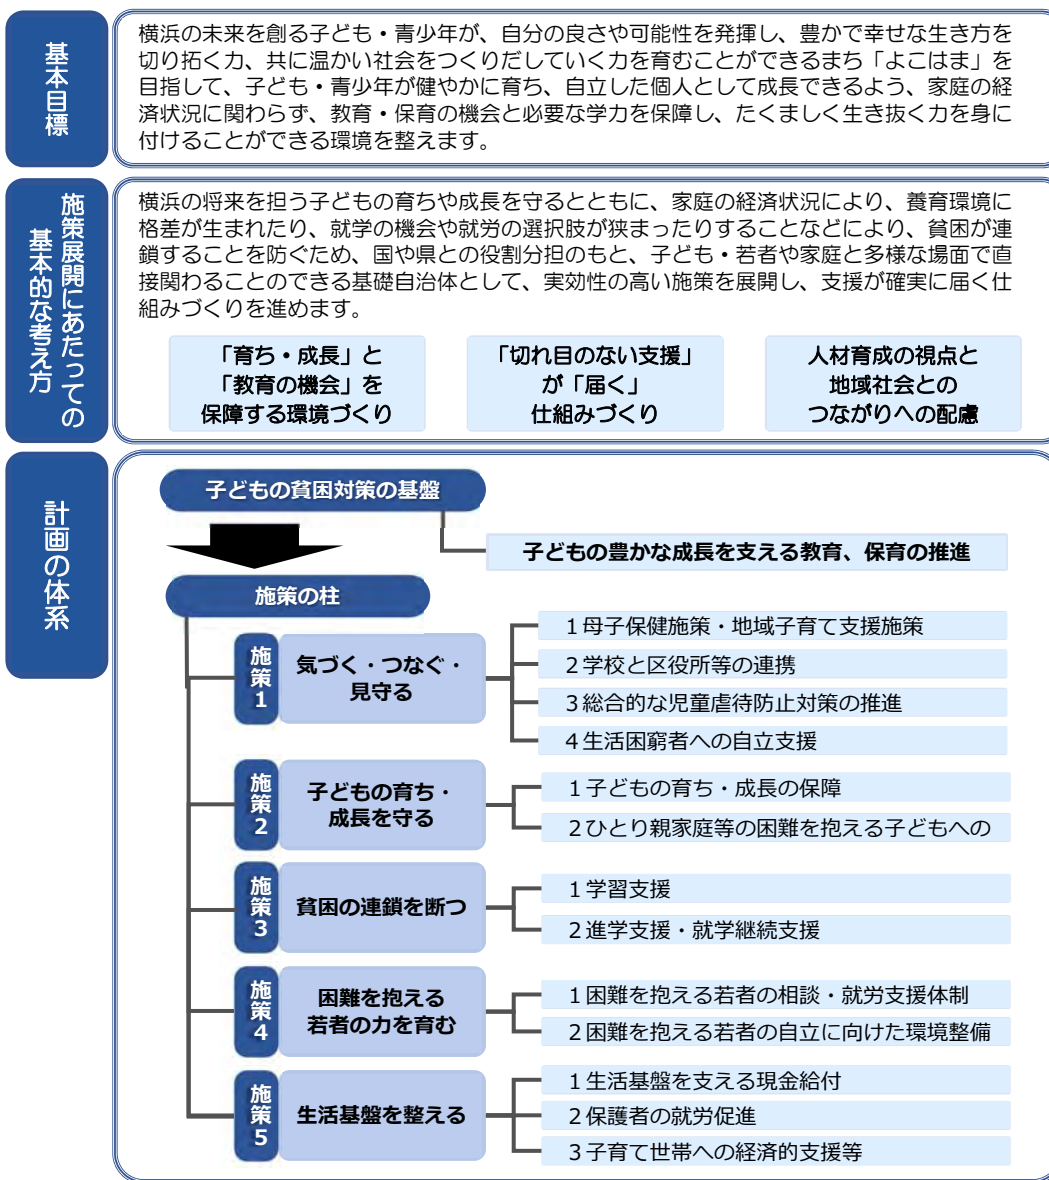 基本目標
横浜の未来を創る子ども・青少年が、自分の良さや可能性を発揮し、豊かで幸せな生き方を
切り拓く力、共に温かい社会をつくりだしていく力を育むことができるまち「よこはま」を
目指して、子ども・青少年が健やかに育ち、自立した個人として成長できるよう、家庭の経
済状況に関わらず、教育・保育の機会と必要な学力を保障し、たくましく生き抜く力を身に
付けることができる環境を整えます。
施策展開にあたっての
基本的な考え方
横浜の将来を担う子どもの育ちや成長を守るとともに、家庭の経済状況により、養育環境に
格差が生まれたり、就学の機会や就労の選択肢が狭まったりすることなどにより、貧困が連
鎖することを防ぐため、国や県との役割分担のもと、子ども・若者や家庭と多様な場面で直
接関わることのできる基礎自治体として、実効性の高い施策を展開し、支援が確実に届く仕
組みづくりを進めます。
「育ち・成長」と
「教育の機会」を
保障する環境づくり
「切れ目のない支援」
が「届く」
仕組みづくり
人材育成の視点と
地域社会との
つながりへの配慮
計画の体系
子どもの貧困対策の基盤
子どもの豊かな成長を支える教育、保育の推進
施策の柱
施策1
気づく・つなぐ・
見守る
1母子保健施策・地域子育て支援施策
2学校と区役所等の連携
3総合的な児童虐待防止対策の推進
4生活困窮者への自立支援
施策2
子どもの育ち・
成長を守る
1子どもの育ち・成長の保障
2ひとり親家庭等の困難を抱える子どもへの
施策3
貧困の連鎖を断つ
1学習支援
2進学支援・就学継続支援
施策4
困難を抱える
若者の力を育む
1困難を抱える若者の相談・就労支援体制
2困難を抱える若者の自立に向けた環境整備
施策5
生活基盤を整える
1生活基盤を支える現金給付
2保護者の就労促進
3子育て世帯への経済的支援等